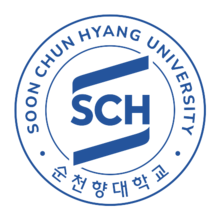 SOON CHUN HYANG UNIVERSITY
SCH
순천향대학교